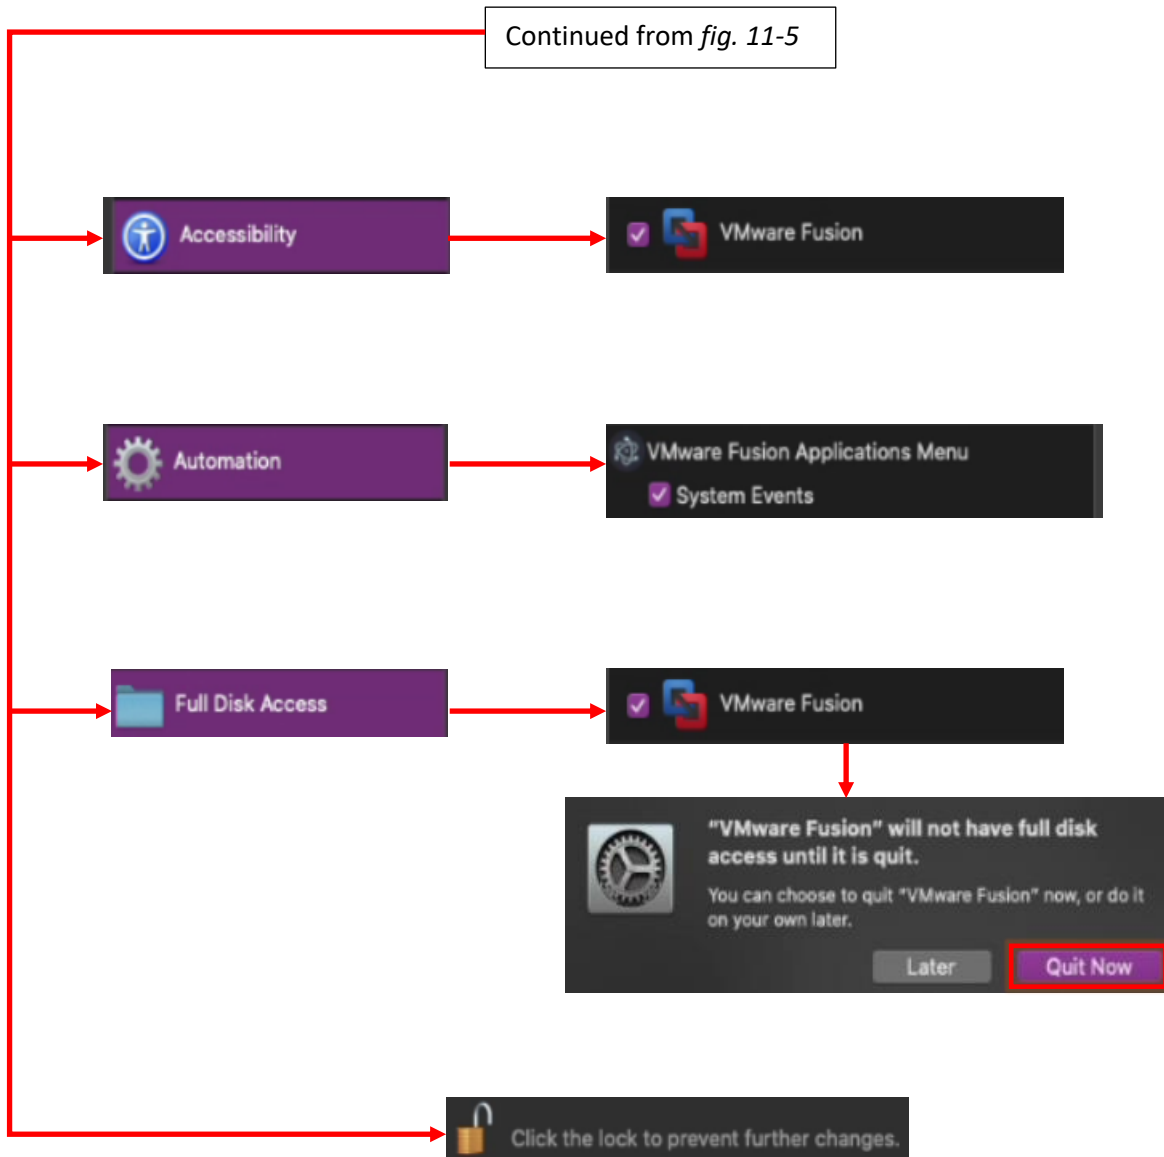 Continued from fig. 11-5
Accessibility
VMware Fusion
Automation
VMware Fusion Applications Menu
System Events
Full Disk Access
VMware Fusion
"VMware Fusion" will not have full disk
access until it is quit.
You can choose to quit "VMware Fusion" now, or do it
on your own later.
Later
Quit Now
Click the lock to prevent further changes.